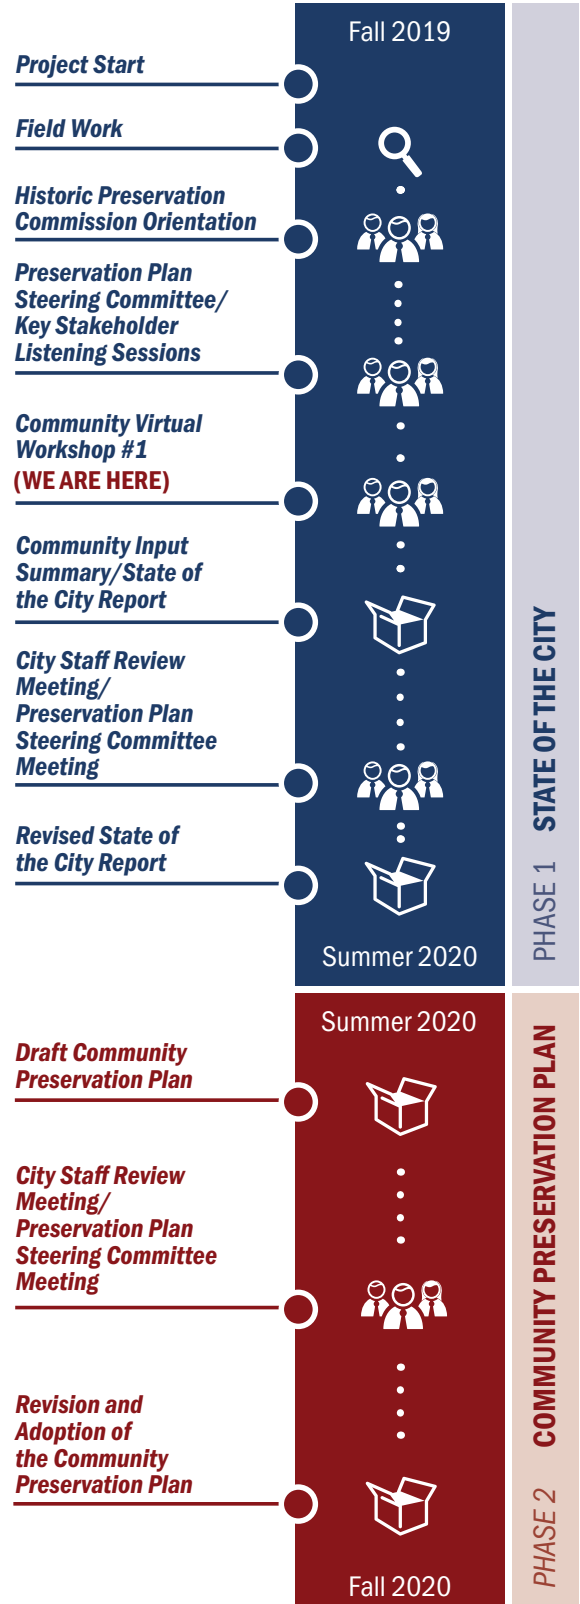 Fall 2019
Project Start
Field Work
Historic Preservation
Commission Orientation
Preservation Plan
Steering Committee/
Key Stakeholder
Listening Sessions
Community Virtual
Workshop #1
(WE ARE HERE)
Community Input
Summary/State of
the City Report
City Staff Review
Meeting/
Preservation Plan
Steering Committee
Meeting
Revised State of
the City Report
Summer 2020
PHASE 1 STATE OF THE CITY
Summer 2020
Draft Community
Preservation Plan
City Staff Review
Meeting/
Preservation Plan
Steering Committee
Meeting
Revision and
Adoption of
the Community
Preservation Plan
Fall 2020
PHASE 2 COMMUNITY PRESERVATION PLAN